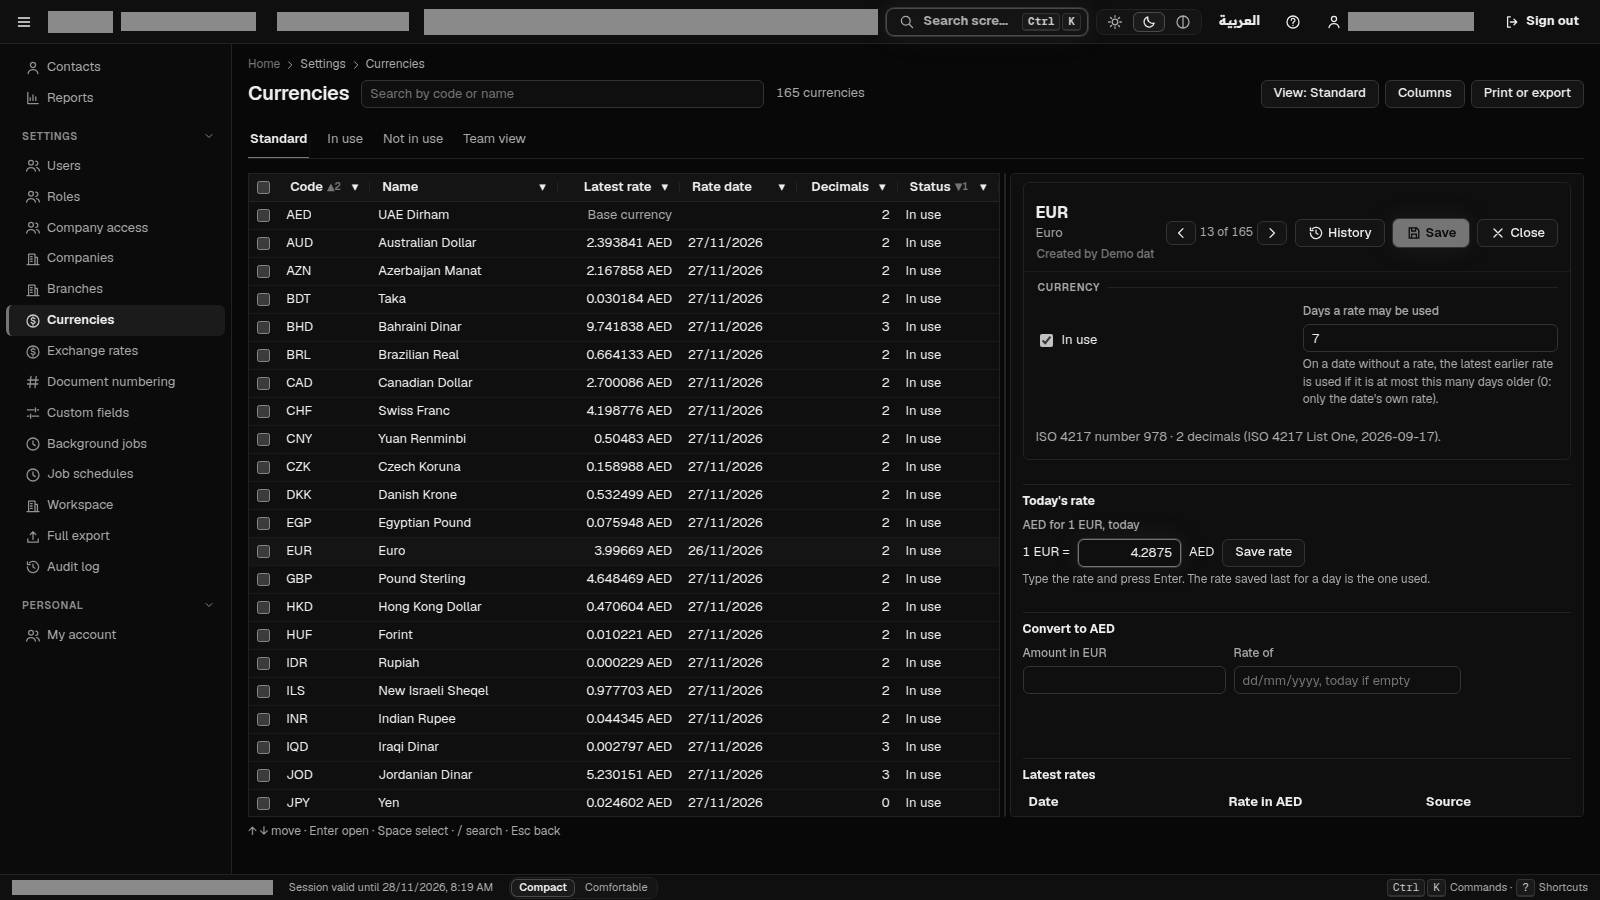 Search scre... Ctrl K
العربية
Sign out
Contacts
Reports
SETTINGS
Users
Roles
Company access
Companies
Branches
Currencies
Exchange rates
Document numbering
Custom fields
Background jobs
Job schedules
Workspace
Full export
Audit log
PERSONAL
My account
Home > Settings > Currencies
Currencies
Search by code or name
165 currencies
View: Standard
Columns
Print or export
Standard In use Not in use Team view
Code ▲2 ▼ Name ▼ Latest rate ▼ Rate date ▼ Decimals ▼ Status ▼1 ▼
AED UAE Dirham Base currency 2 In use
AUD Australian Dollar 2.393841 AED 27/11/2026 2 In use
AZN Azerbaijan Manat 2.167858 AED 27/11/2026 2 In use
BDT Taka 0.030184 AED 27/11/2026 2 In use
BHD Bahraini Dinar 9.741838 AED 27/11/2026 3 In use
BRL Brazilian Real 0.664133 AED 27/11/2026 2 In use
CAD Canadian Dollar 2.700086 AED 27/11/2026 2 In use
CHF Swiss Franc 4.198776 AED 27/11/2026 2 In use
CNY Yuan Renminbi 0.50483 AED 27/11/2026 2 In use
CZK Czech Koruna 0.158988 AED 27/11/2026 2 In use
DKK Danish Krone 0.532499 AED 27/11/2026 2 In use
EGP Egyptian Pound 0.075948 AED 27/11/2026 2 In use
EUR Euro 3.99669 AED 26/11/2026 2 In use
GBP Pound Sterling 4.648469 AED 27/11/2026 2 In use
HKD Hong Kong Dollar 0.470604 AED 27/11/2026 2 In use
HUF Forint 0.010221 AED 27/11/2026 2 In use
IDR Rupiah 0.000229 AED 27/11/2026 2 In use
ILS New Israeli Sheqel 0.977703 AED 27/11/2026 2 In use
INR Indian Rupee 0.044345 AED 27/11/2026 2 In use
IQD Iraqi Dinar 0.002797 AED 27/11/2026 3 In use
JOD Jordanian Dinar 5.230151 AED 27/11/2026 3 In use
JPY Yen 0.024602 AED 27/11/2026 0 In use
↑↓ move · Enter open · Space select · / search · Esc back
EUR
Euro
Created by Demo dat
13 of 165
History
Save
Close
CURRENCY
In use
Days a rate may be used
7
On a date without a rate, the latest earlier rate
is used if it is at most this many days older (0:
only the date's own rate).
ISO 4217 number 978 · 2 decimals (ISO 4217 List One, 2026-09-17).
Today's rate
AED for 1 EUR, today
1 EUR = 4.2875 AED Save rate
Type the rate and press Enter. The rate saved last for a day is the one used.
Convert to AED
Amount in EUR Rate of
dd/mm/yyyy, today if empty
Latest rates
Date Rate in AED Source
Session valid until 28/11/2026, 8:19 AM
Compact Comfortable
Ctrl K Commands · ? Shortcuts